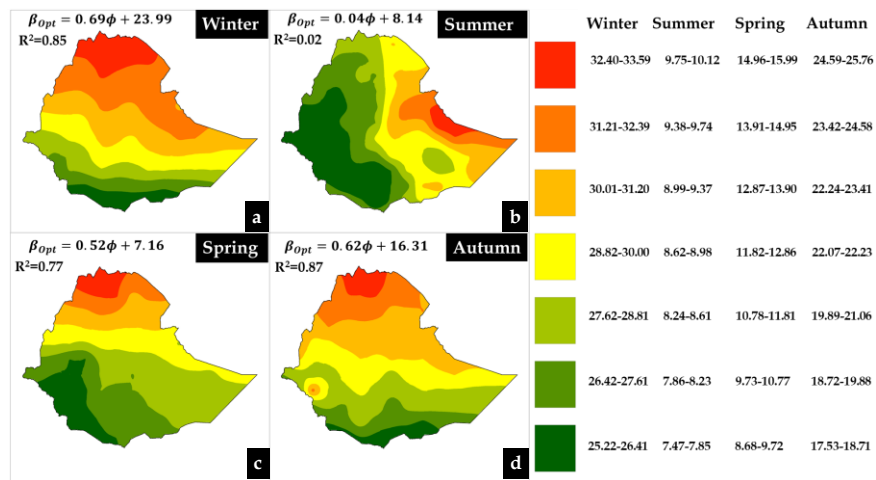 β_Opt = 0.69ϕ + 23.99
R²=0.85
Winter
a
β_Opt = 0.04ϕ + 8.14
R²=0.02
Summer
b
β_Opt = 0.52ϕ + 7.16
R²=0.77
Spring
c
β_Opt = 0.62ϕ + 16.31
R²=0.87
Autumn
d
Winter Summer Spring Autumn
32.40-33.59 9.75-10.12 14.96-15.99 24.59-25.76
31.21-32.39 9.38-9.74 13.91-14.95 23.42-24.58
30.01-31.20 8.99-9.37 12.87-13.90 22.24-23.41
28.82-30.00 8.62-8.98 11.82-12.86 22.07-22.23
27.62-28.81 8.24-8.61 10.78-11.81 19.89-21.06
26.42-27.61 7.86-8.23 9.73-10.77 18.72-19.88
25.22-26.41 7.47-7.85 8.68-9.72 17.53-18.71